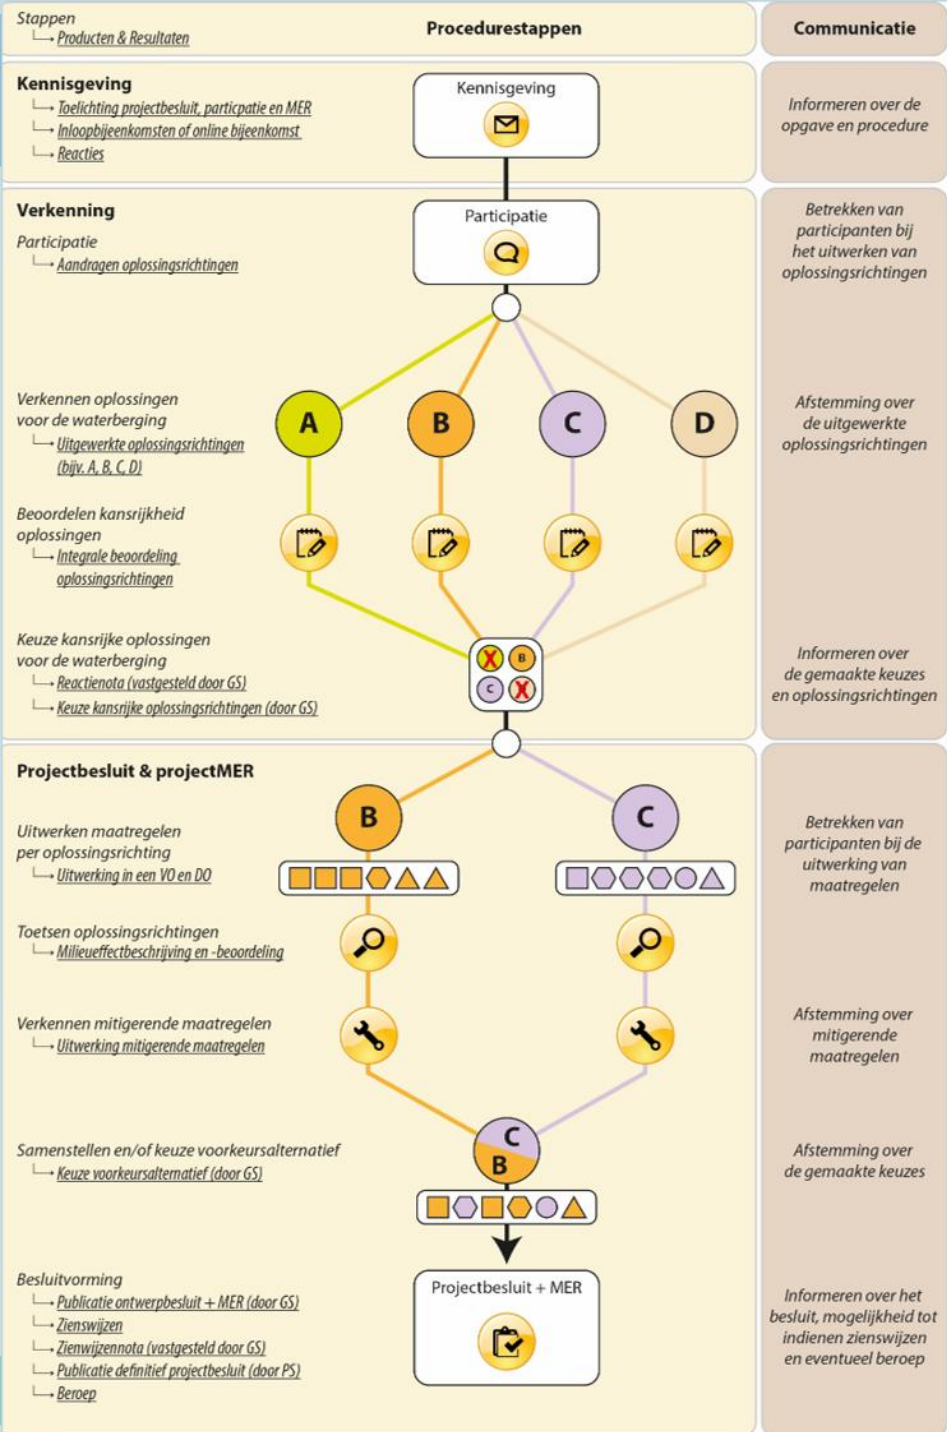 Stappen
Producten & Resultaten
Procedurestappen
Communicatie
Kennisgeving
Toelichting projectbesluit, particpatie en MER
Inloopbijeenkomsten of online bijeenkomst
Reacties
Kennisgeving
Informeren over de
opgave en procedure
Verkenning
Participatie
Aandragen oplossingsrichtingen
Participatie
Betrekken van
participanten bij
het uitwerken van
oplossingsrichtingen
Verkennen oplossingen
voor de waterberging
Uitgewerkte oplossingsrichtingen
(bijv. A, B, C, D)
A
B
C
D
Afstemming over
de uitgewerkte
oplossingsrichtingen
Beoordelen kansrijkheid
oplossingen
Integrale beoordeling
oplossingsrichtingen
Keuze kansrijke oplossingen
voor de waterberging
Reactienota (vastgesteld door GS)
Keuze kansrijke oplossingsrichtingen (door GS)
X B
C X
Informeren over
de gemaakte keuzes
en oplossingsrichtingen
Projectbesluit & projectMER
Uitwerken maatregelen
per oplossingsrichting
Uitwerking in een VO en DO
B
C
Betrekken van
participanten bij de
uitwerking van
maatregelen
Toetsen oplossingsrichtingen
Milieueffectbeschrijving en -beoordeling
Verkennen mitigerende maatregelen
Uitwerking mitigerende maatregelen
Afstemming over
mitigerende
maatregelen
Samenstellen en/of keuze voorkeursalternatief
Keuze voorkeursalternatief (door GS)
C
B
Afstemming over
de gemaakte keuzes
Besluitvorming
Publicatie ontwerpbesluit + MER (door GS)
Zienswijzen
Zienwijzennota (vastgesteld door GS)
Publicatie definitief projectbesluit (door PS)
Beroep
Projectbesluit + MER
Informeren over het
besluit, mogelijkheid tot
indienen zienswijzen
en eventueel beroep